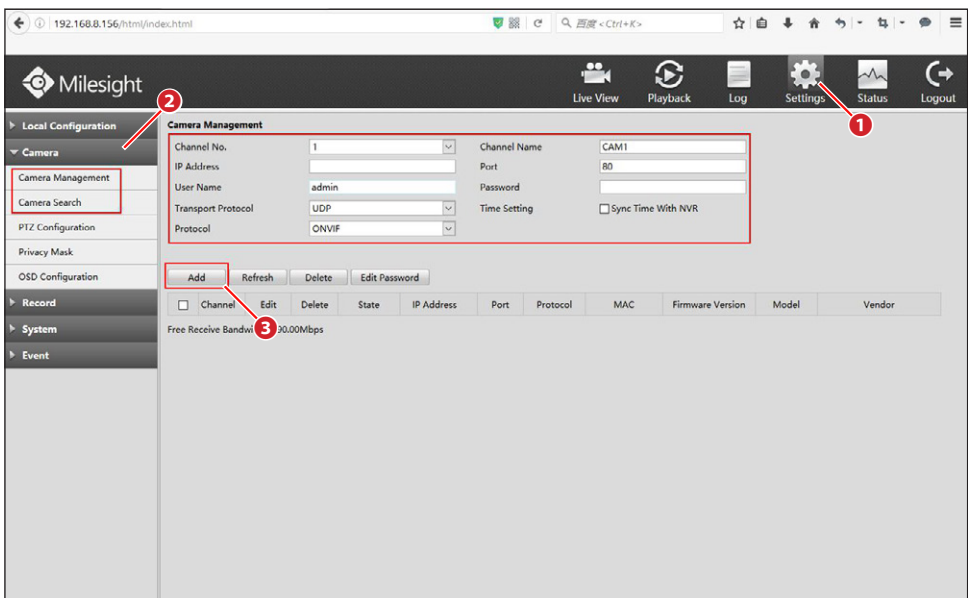 192.168.8.156/html/index.html 百度 <Ctrl+K>
Milesight
Live View Playback Log Settings Status Logout
1
2
Local Configuration
Camera
Camera Management
Camera Search
PTZ Configuration
Privacy Mask
OSD Configuration
Record
System
Event
Camera Management
Channel No. 1 Channel Name CAM1
IP Address Port 80
User Name admin Password
Transport Protocol UDP Time Setting Sync Time With NVR
Protocol ONVIF
Add Refresh Delete Edit Password
Channel Edit Delete State IP Address Port Protocol MAC Firmware Version Model Vendor
3
Free Receive 90.00Mbps